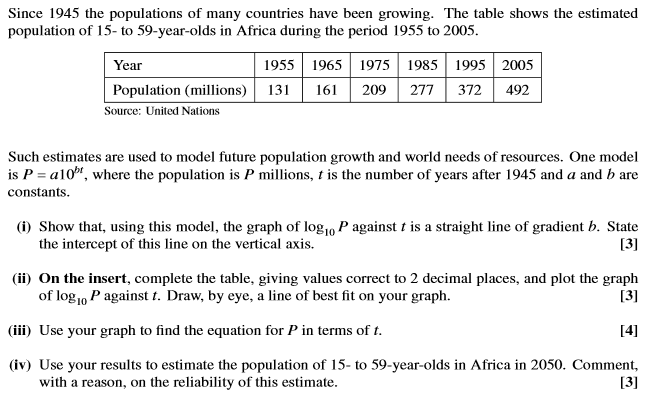 Since 1945 the populations of many countries have been growing. The table shows the estimated
population of 15- to 59-year-olds in Africa during the period 1955 to 2005.
Year 1955 1965 1975 1985 1995 2005
Population (millions) 131 161 209 277 372 492
Source: United Nations
Such estimates are used to model future population growth and world needs of resources. One model
is P = a10^{bt}, where the population is P millions, t is the number of years after 1945 and a and b are
constants.
(i) Show that, using this model, the graph of log₁₀ P against t is a straight line of gradient b. State
the intercept of this line on the vertical axis. [3]
(ii) On the insert, complete the table, giving values correct to 2 decimal places, and plot the graph
of log₁₀ P against t. Draw, by eye, a line of best fit on your graph. [3]
(iii) Use your graph to find the equation for P in terms of t. [4]
(iv) Use your results to estimate the population of 15- to 59-year-olds in Africa in 2050. Comment,
with a reason, on the reliability of this estimate. [3]